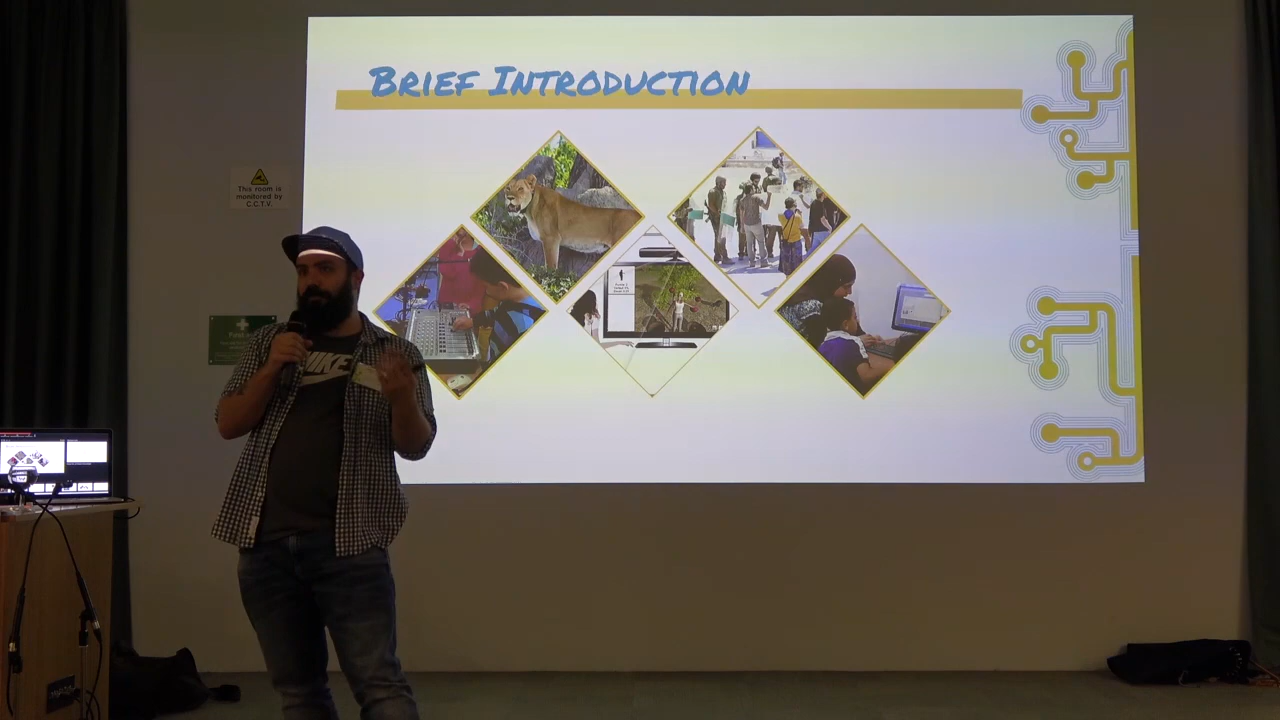 BRIEF INTRODUCTION
This room is
monitored by
C.C.T.V.
NIKE